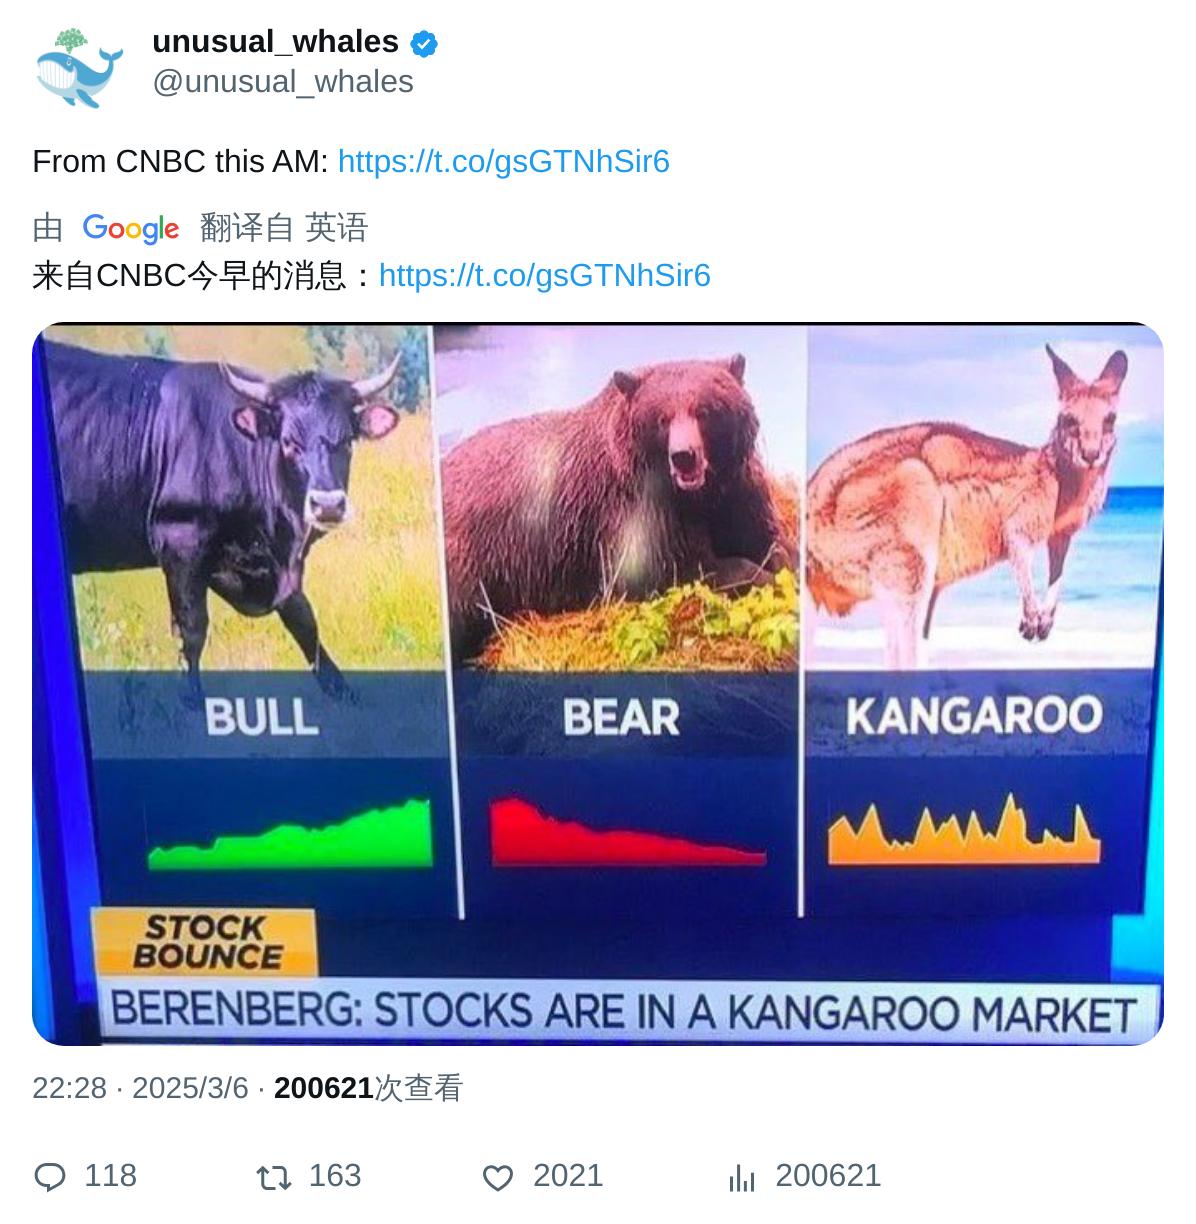 unusual_whales
@unusual_whales
From CNBC this AM: https://t.co/gsGTNhSir6
由 Google 翻译自 英语
来自CNBC今早的消息：https://t.co/gsGTNhSir6
BULL
BEAR
KANGAROO
STOCK
BOUNCE
BERENBERG: STOCKS ARE IN A KANGAROO MARKET
22:28 · 2025/3/6 · 200621次查看
118 163 2021 200621